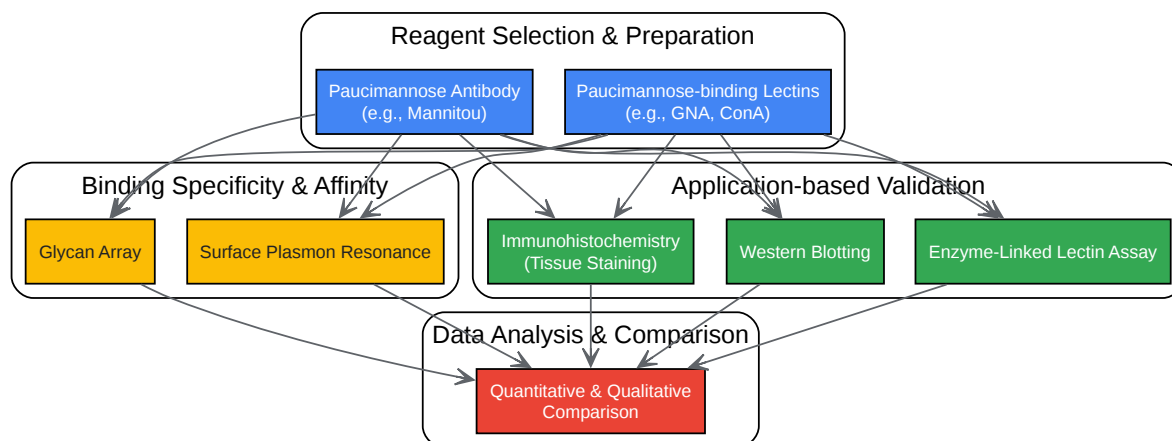 Reagent Selection & Preparation
Paucimannose Antibody
(e.g., Mannitou)
Paucimannose-binding Lectins
(e.g., GNA, ConA)
Binding Specificity & Affinity
Application-based Validation
Glycan Array
Surface Plasmon Resonance
Immunohistochemistry
(Tissue Staining)
Western Blotting
Enzyme-Linked Lectin Assay
Data Analysis & Comparison
Quantitative & Qualitative
Comparison